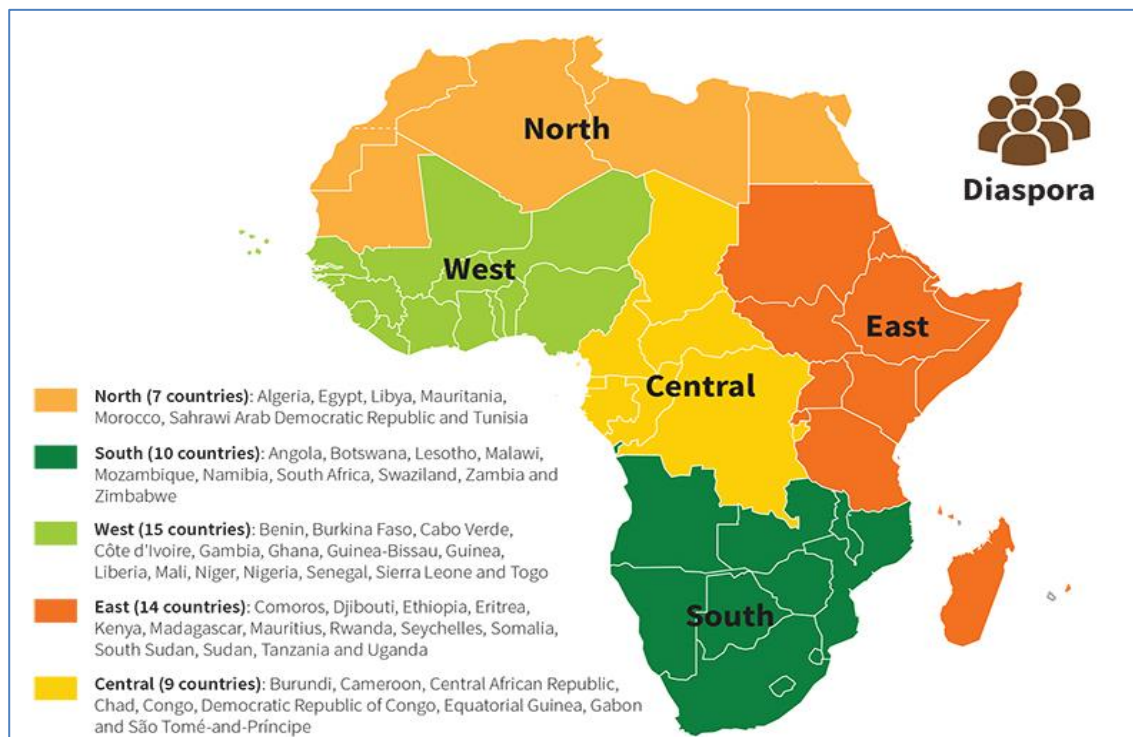 North
Diaspora
West
East
Central
South
North (7 countries): Algeria, Egypt, Libya, Mauritania,
Morocco, Sahrawi Arab Democratic Republic and Tunisia
South (10 countries): Angola, Botswana, Lesotho, Malawi,
Mozambique, Namibia, South Africa, Swaziland, Zambia and
Zimbabwe
West (15 countries): Benin, Burkina Faso, Cabo Verde,
Côte d'Ivoire, Gambia, Ghana, Guinea-Bissau, Guinea,
Liberia, Mali, Niger, Nigeria, Senegal, Sierra Leone and Togo
East (14 countries): Comoros, Djibouti, Ethiopia, Eritrea,
Kenya, Madagascar, Mauritius, Rwanda, Seychelles, Somalia,
South Sudan, Sudan, Tanzania and Uganda
Central (9 countries): Burundi, Cameroon, Central African Republic,
Chad, Congo, Democratic Republic of Congo, Equatorial Guinea, Gabon
and São Tomé-and-Príncipe